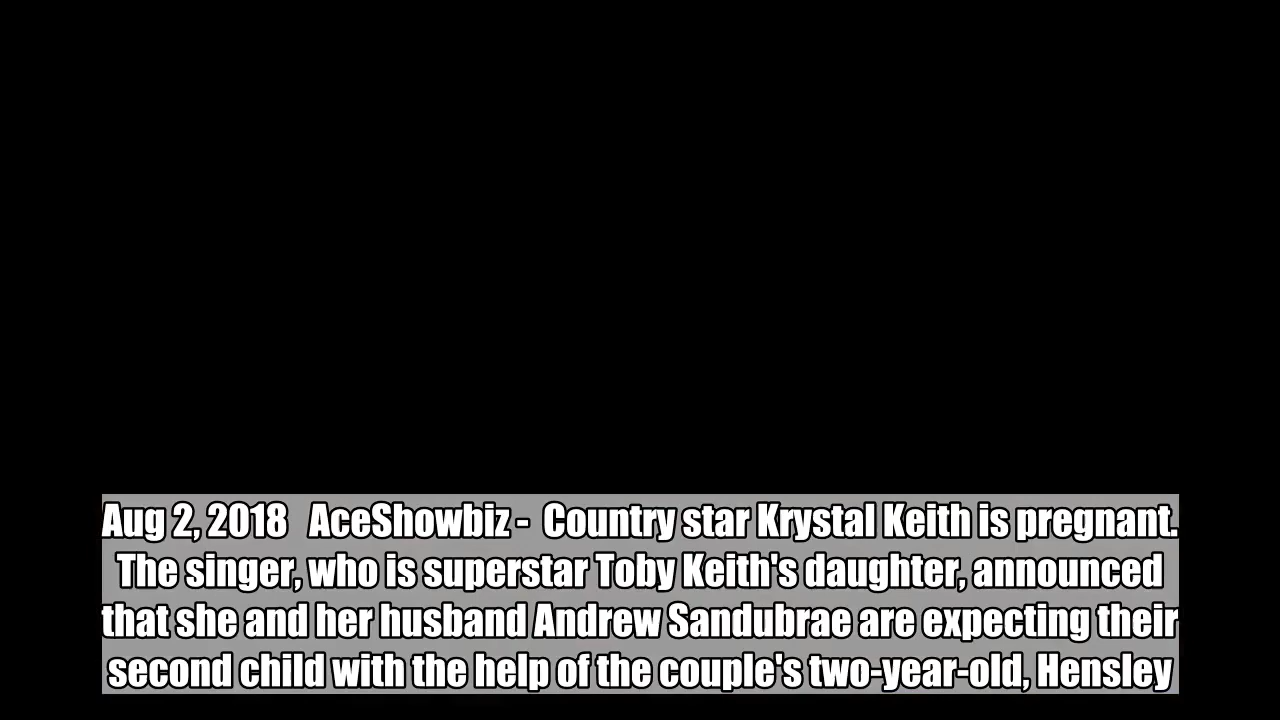 Aug 2, 2018   AceShowbiz -  Country star Krystal Keith is pregnant.
The singer, who is superstar Toby Keith's daughter, announced
that she and her husband Andrew Sandubrae are expecting their
second child with the help of the couple's two-year-old, Hensley